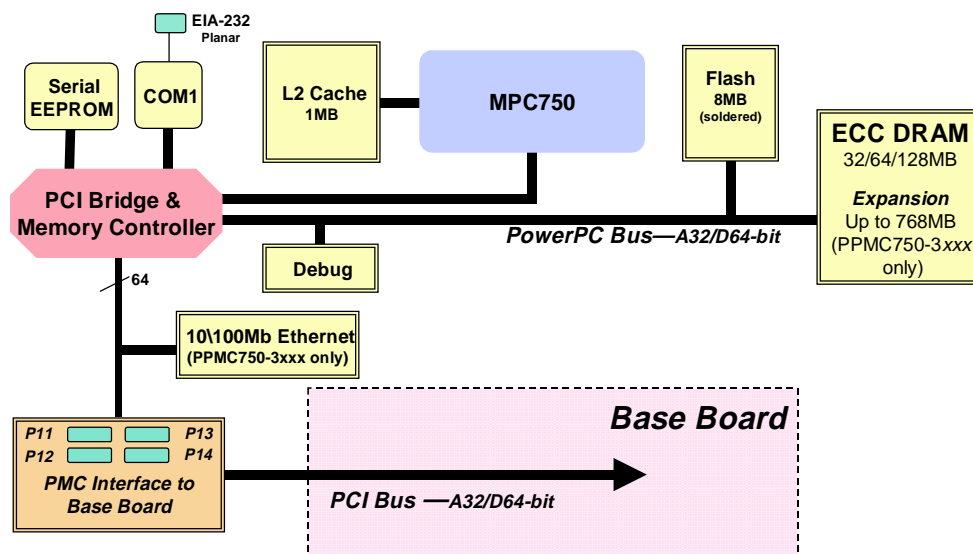 EIA-232
Planar
Serial
EEPROM
COM1
L2 Cache
1MB
MPC750
Flash
8MB
(soldered)
ECC DRAM
32/64/128MB
Expansion
Up to 768MB
(PPMC750-3xxx
only)
PCI Bridge &
Memory Controller
PowerPC Bus—A32/D64-bit
Debug
64
10\100Mb Ethernet
(PPMC750-3xxx only)
Base Board
P11
P13
P12
P14
PMC Interface to
Base Board
PCI Bus —A32/D64-bit